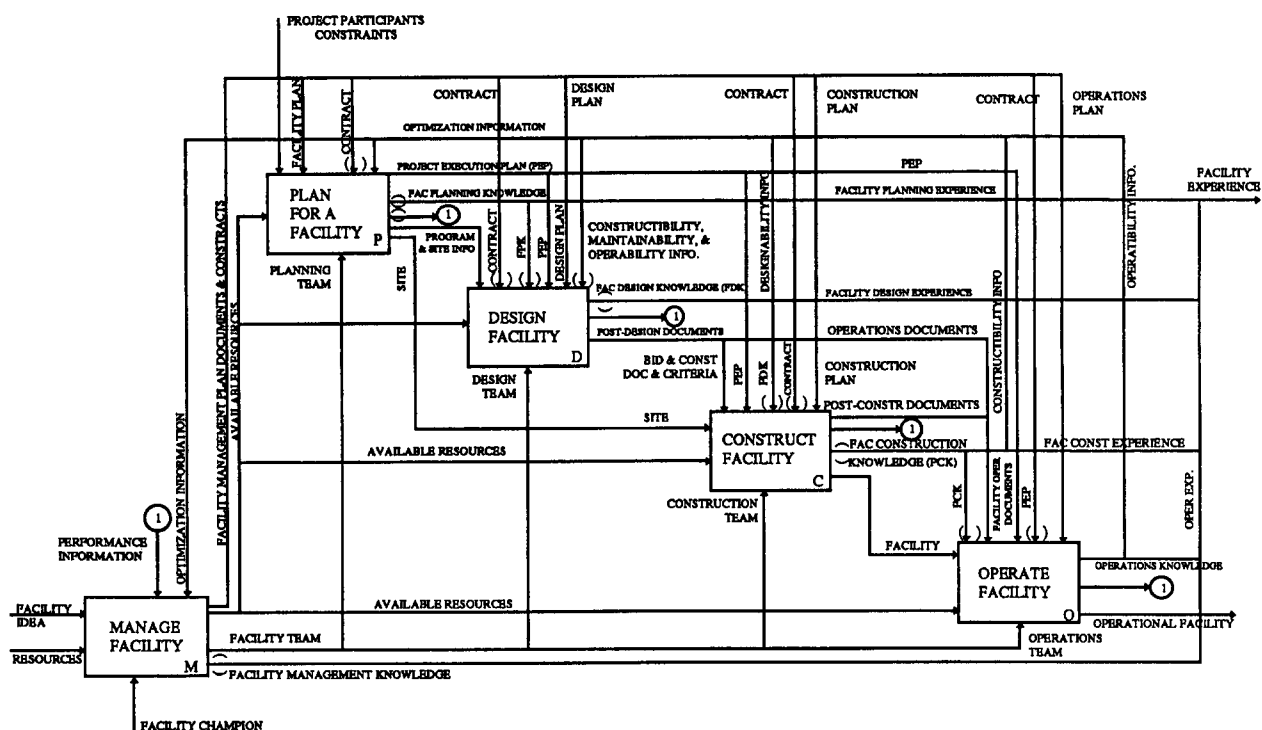 PROJECT PARTICIPANTS
CONSTRAINTS
FACILITY PLAN
CONTRACT
CONTRACT
DESIGN
PLAN
CONTRACT
CONSTRUCTION
PLAN
CONTRACT
OPERATIONS
PLAN
OPTIMIZATION INFORMATION
PROJECT EXECUTION PLAN (PEP)
PEP
FACILITY
EXPERIENCE
PLAN
FOR A
FACILITY
P
FAC PLANNING KNOWLEDGE
FACILITY PLANNING EXPERIENCE
1
PROGRAM
& SITE INFO
PLANNING
TEAM
SITE
CONTRACT
FPK
PEP
DESIGN PLAN
CONSTRUCTIBILITY,
MAINTAINABILITY, &
OPERABILITY INFO.
DESIGNABILITY INFO
CONSTRUCTIBILITY INFO
OPERATIBILITY INFO.
DESIGN
FACILITY
D
FAC DESIGN KNOWLEDGE (FDK)
FACILITY DESIGN EXPERIENCE
1
POST-DESIGN DOCUMENTS
OPERATIONS DOCUMENTS
DESIGN
TEAM
BID & CONST
DOC & CRITERIA
PEP
FDK
CONTRACT
CONSTRUCTION
PLAN
SITE
AVAILABLE RESOURCES
CONSTRUCT
FACILITY
C
POST-CONSTR DOCUMENTS
1
FAC CONSTRUCTION
KNOWLEDGE (FCK)
FAC CONST EXPERIENCE
CONSTRUCTION
TEAM
FCK
FACILITY OPER
DOCUMENTS
PEP
OPER EXP.
FACILITY
OPERATE
FACILITY
O
OPERATIONS KNOWLEDGE
1
OPERATIONAL FACILITY
OPERATIONS
TEAM
1
PERFORMANCE
INFORMATION
OPTIMIZATION INFORMATION
FACILITY MANAGEMENT PLAN DOCUMENTS & CONSTRACTS
AVAILABLE RESOURCES
FACILITY
IDEA
RESOURCES
MANAGE
FACILITY
M
AVAILABLE RESOURCES
FACILITY TEAM
FACILITY MANAGEMENT KNOWLEDGE
FACILITY CHAMPION